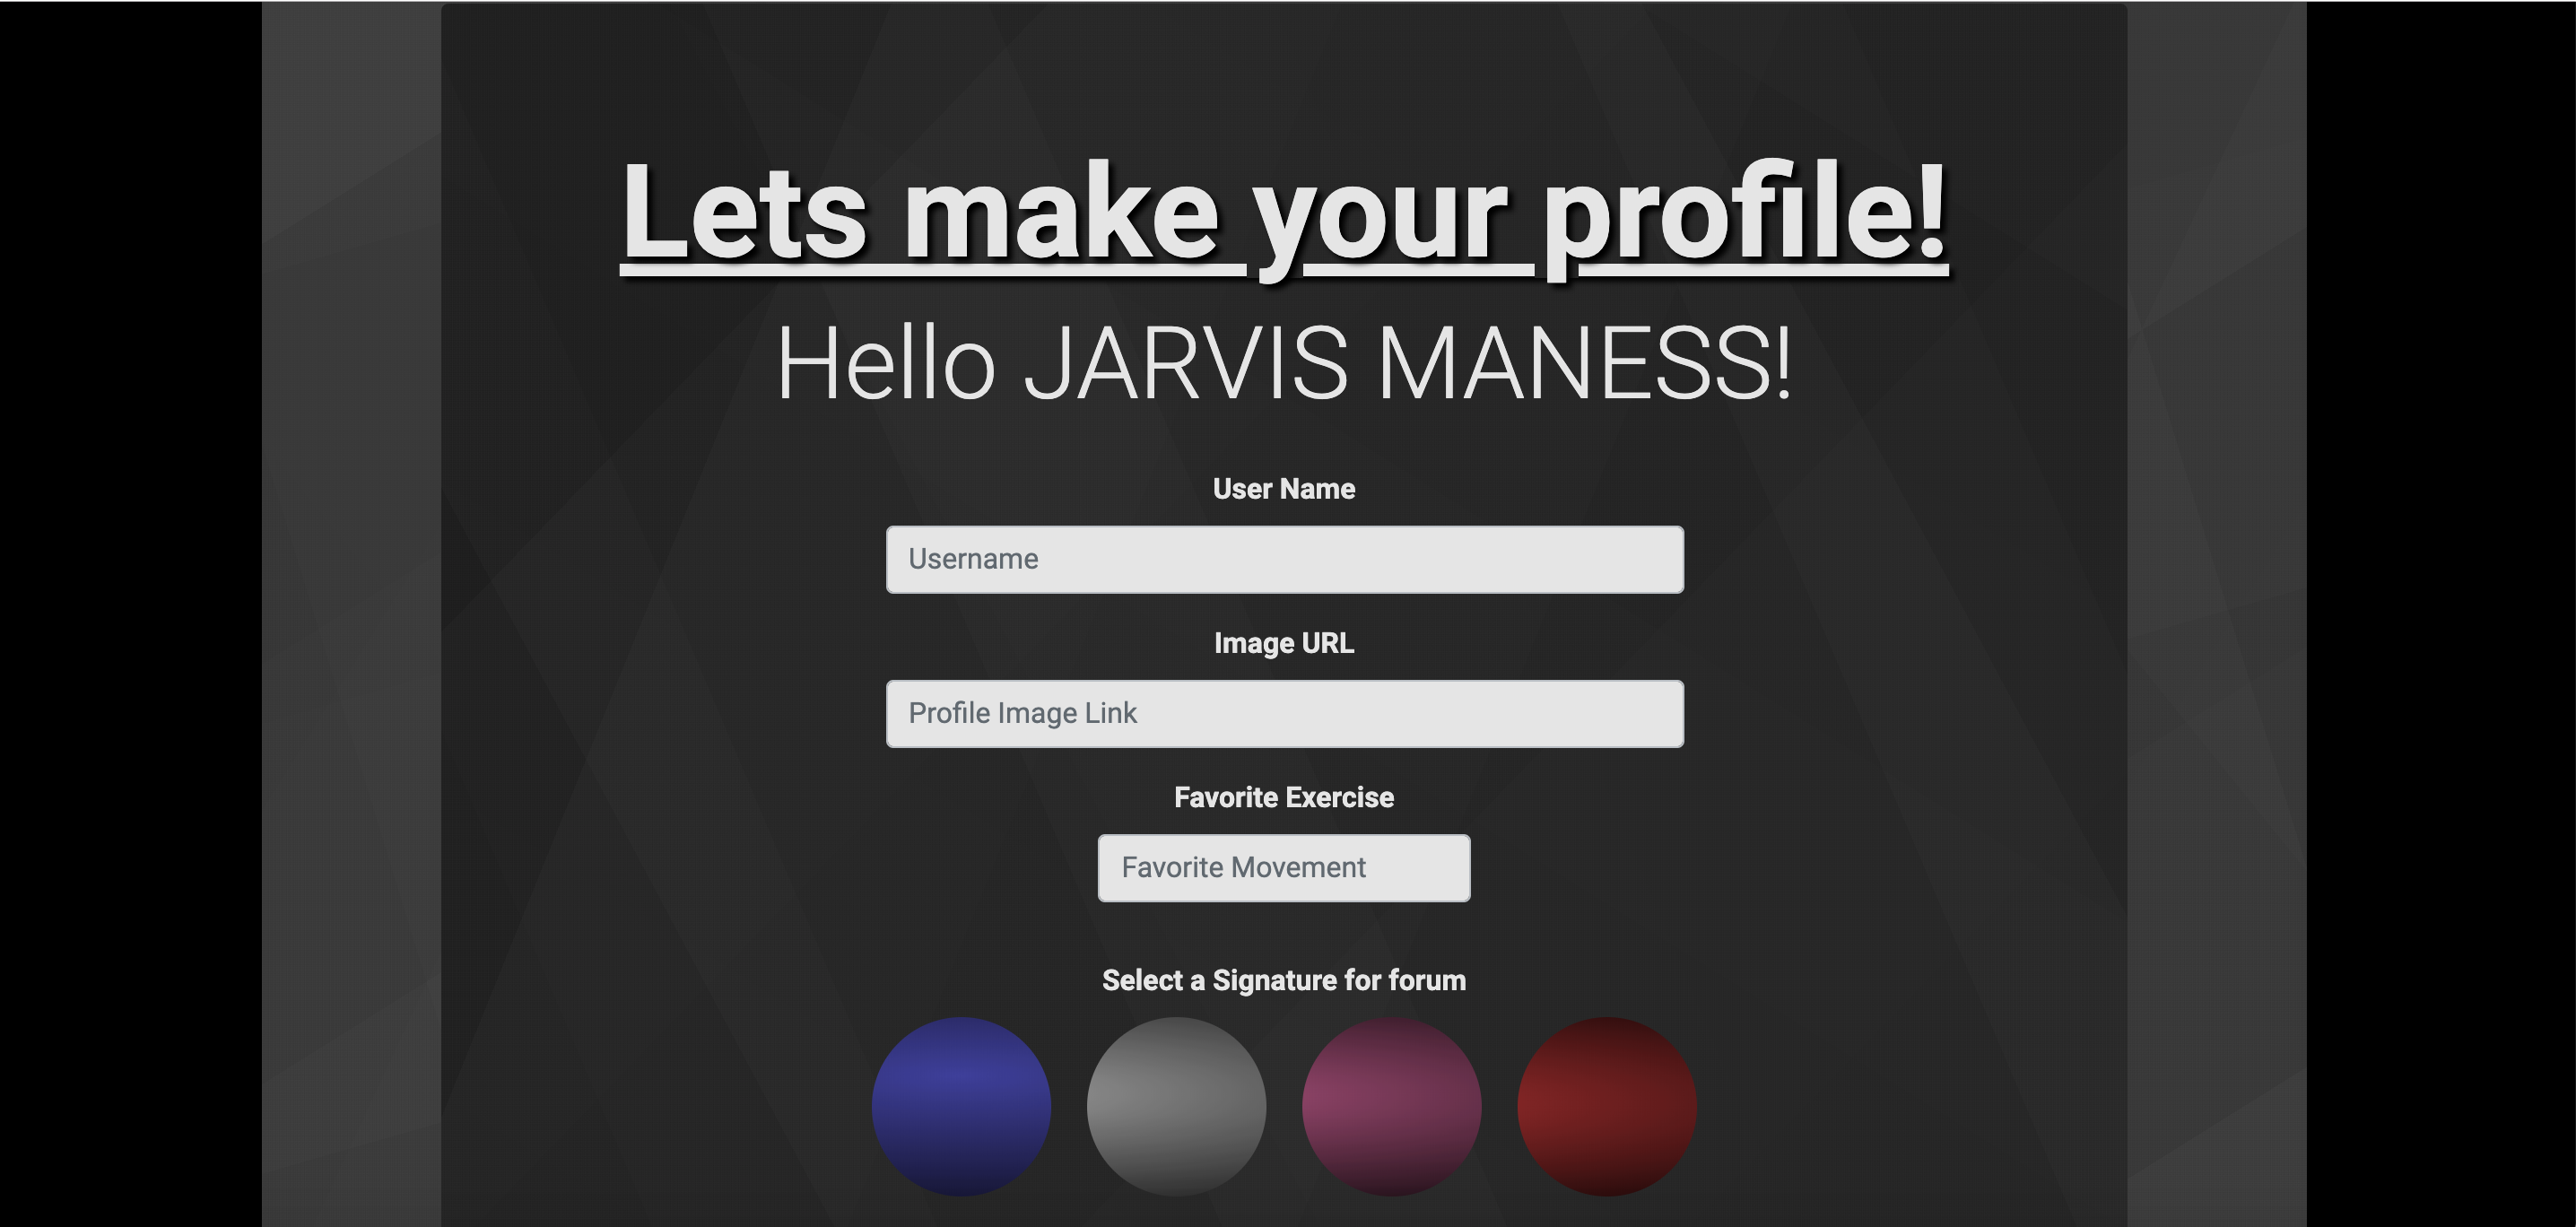 Lets make your profile!
Hello JARVIS MANESS!
User Name
Username
Image URL
Profile Image Link
Favorite Exercise
Favorite Movement
Select a Signature for forum